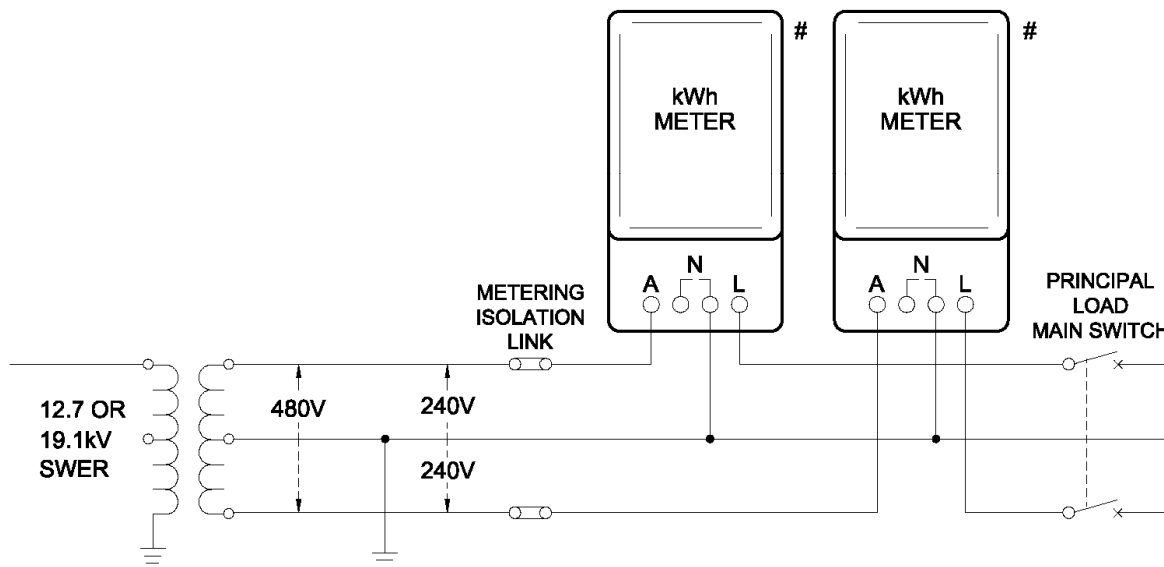 #
#
kWh
METER
kWh
METER
A
N
L
A
N
L
METERING
ISOLATION
LINK
PRINCIPAL
LOAD
MAIN SWITCH
12.7 OR
19.1kV
SWER
480V
240V
240V